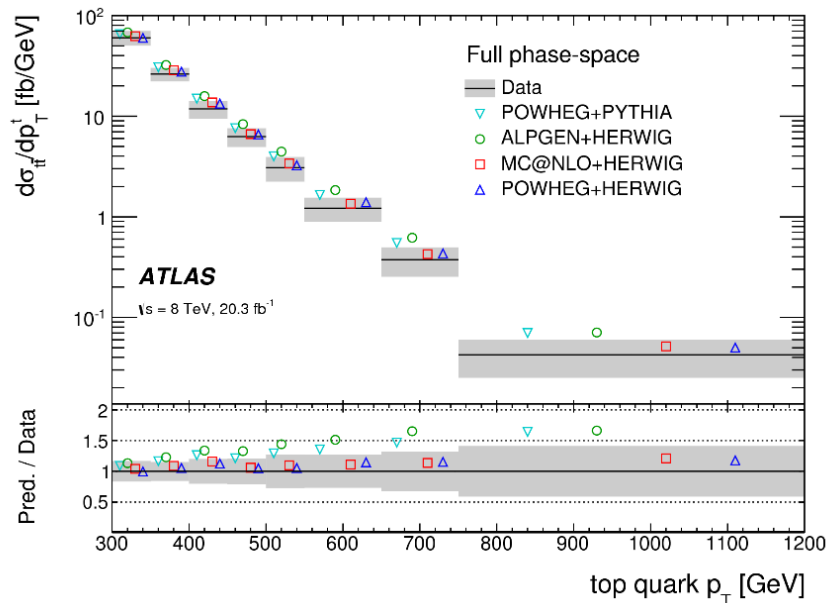 Full phase-space
Data
POWHEG+PYTHIA
ALPGEN+HERWIG
MC@NLO+HERWIG
POWHEG+HERWIG
ATLAS
√s = 8 TeV, 20.3 fb⁻¹
dσ_tt̄/dp_T^t [fb/GeV]
10²
10
1
10⁻¹
Pred. / Data
2
1.5
1
0.5
300 400 500 600 700 800 900 1000 1100 1200
top quark p_T [GeV]